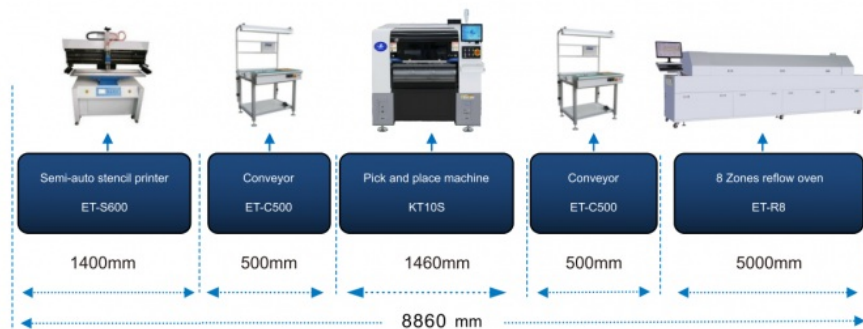 Semi-auto stencil printer
ET-S600
Conveyor
ET-C500
Pick and place machine
KT10S
Conveyor
ET-C500
8 Zones reflow oven
ET-R8
1400mm
500mm
1460mm
500mm
5000mm
8860 mm